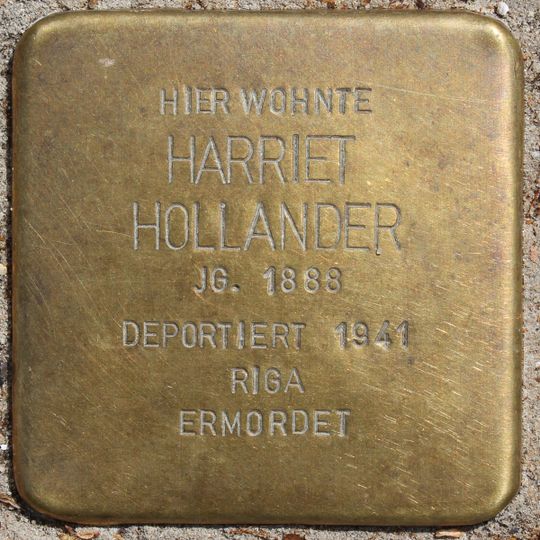 HIER WOHNTE
HARRIET
HOLLANDER
JG. 1888
DEPORTIERT 1941
RIGA
ERMORDET